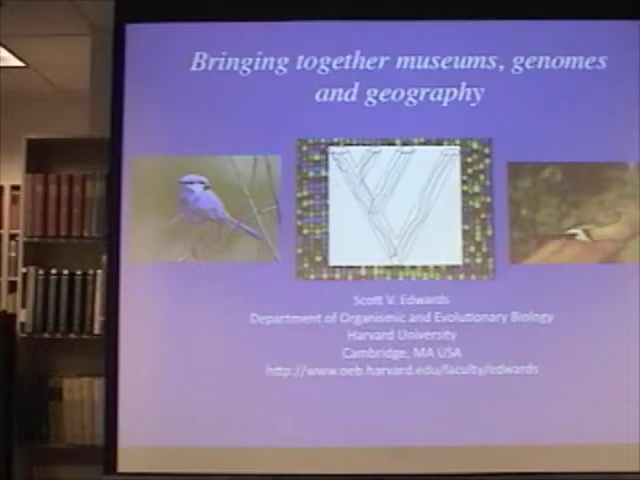 Bringing together museums, genomes
and geography
Scott V. Edwards
Department of Organismic and Evolutionary Biology
Harvard University
Cambridge, MA USA
http://www.oeb.harvard.edu/faculty/edwards